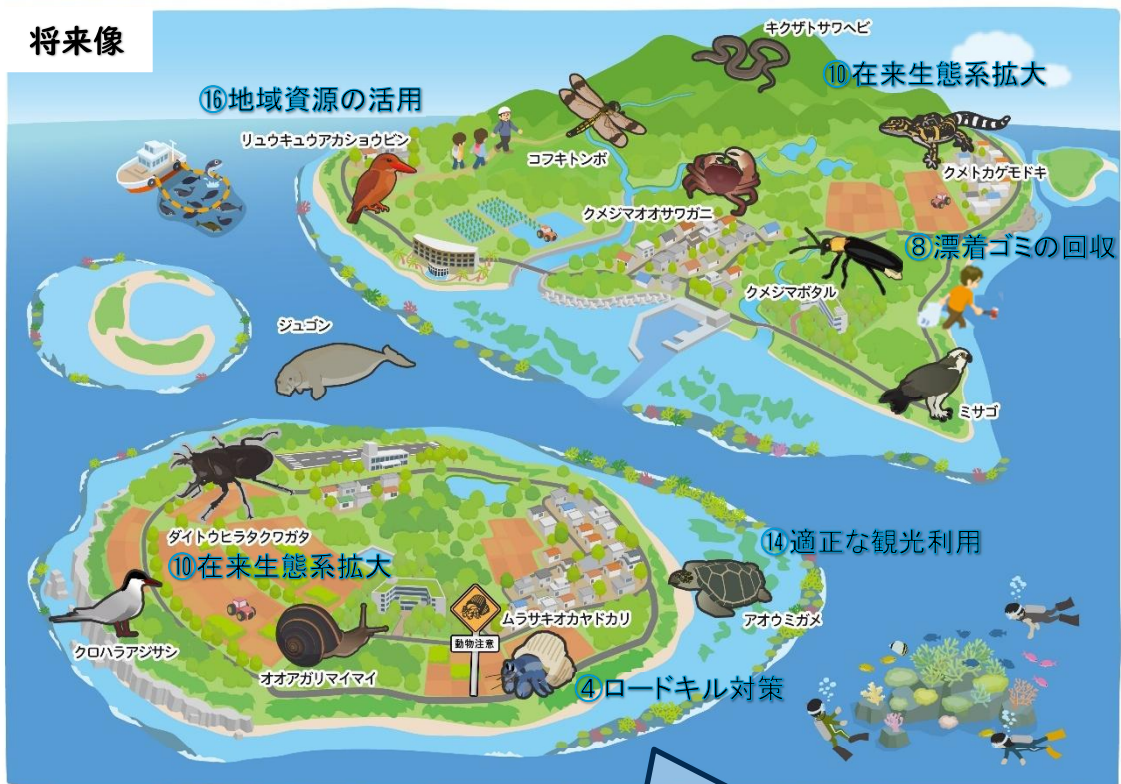 将来像
キクザトサワヘビ
⑩在来生態系拡大
⑯地域資源の活用
リュウキュウアカショウビン
コフキトンボ
クメトカゲモドキ
クメジマオオサワガニ
⑧漂着ゴミの回収
クメジマボタル
ジュゴン
ミサゴ
ダイトウヒラタクワガタ
⑩在来生態系拡大
⑭適正な観光利用
ムラサキオカヤドカリ
アオウミガメ
動物注意
クロハラアジサシ
オオアガリマイマイ
④ロードキル対策